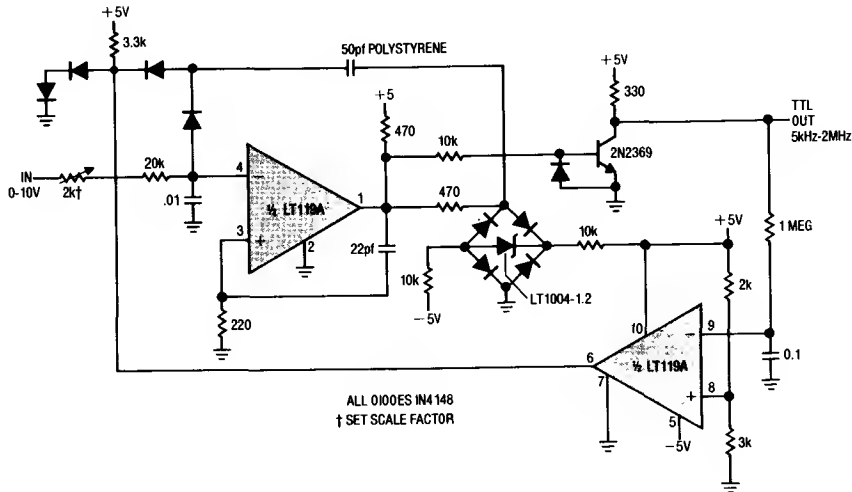 +5V
3.3k
50pf POLYSTYRENE
+5
470
10k
+5V
330
TTL
OUT
5kHz-2MHz
2N2369
IN
0-10V
2k†
20k
.01
4
−
½ LT119A
1
3
+
2
470
22pf
220
10k
−5V
LT1004-1.2
10k
+5V
1 MEG
2k
10
9
−
½ LT119A
6
7
8
+
5
−5V
0.1
3k
ALL DIODES IN4148
† SET SCALE FACTOR